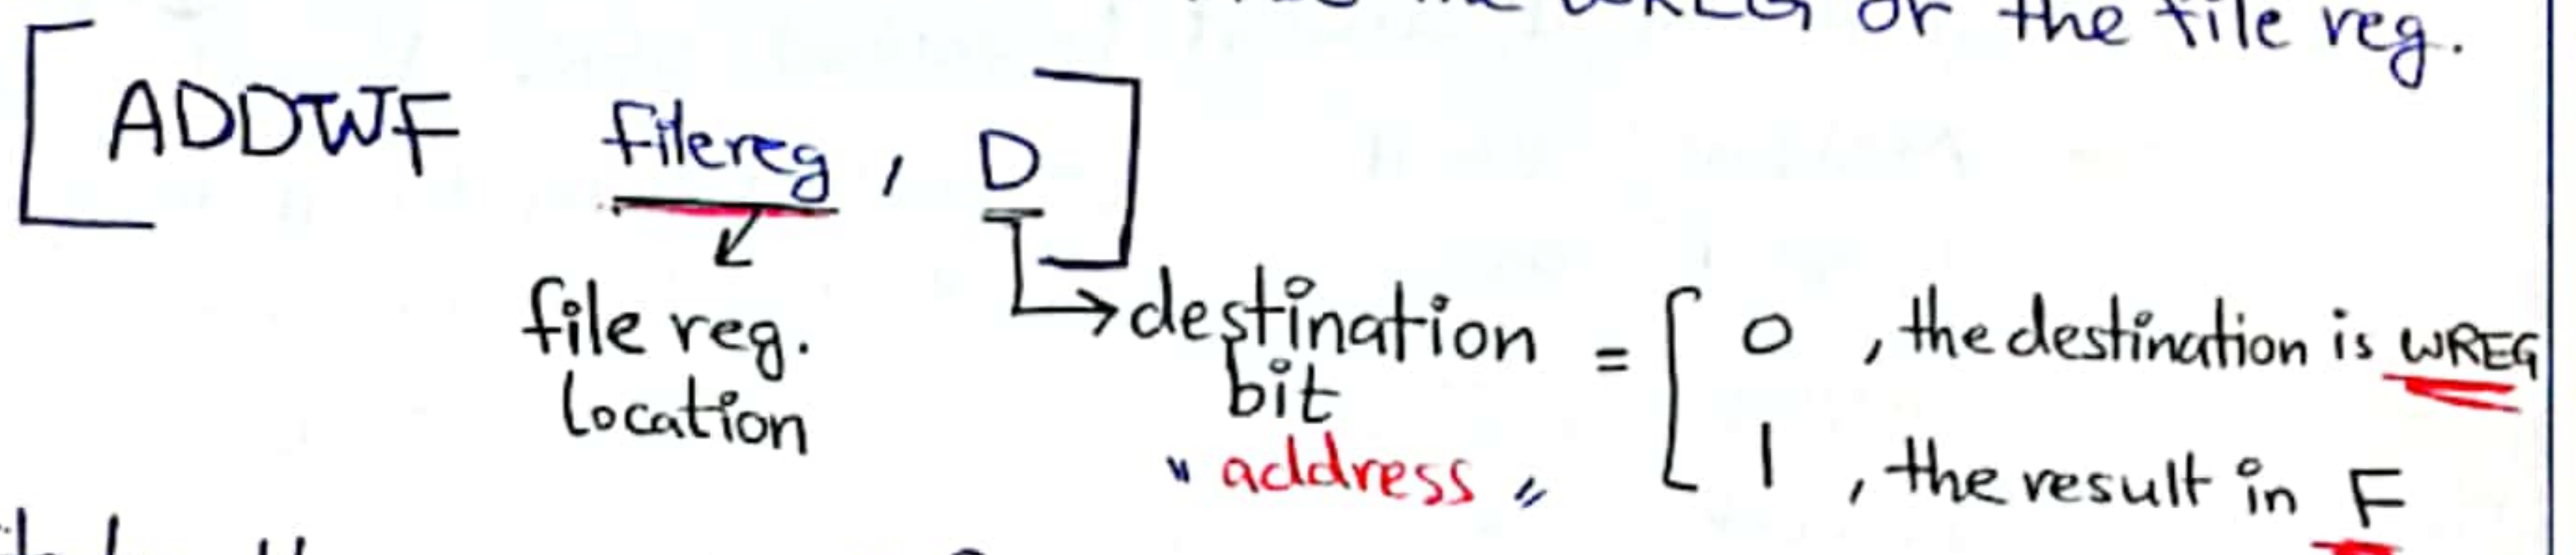 WREG or the file reg.
[ ADDWF filereg , D ]
file reg.
location
destination
bit
" address "
= [ 0 , the destination is WREG
1 , the result in F